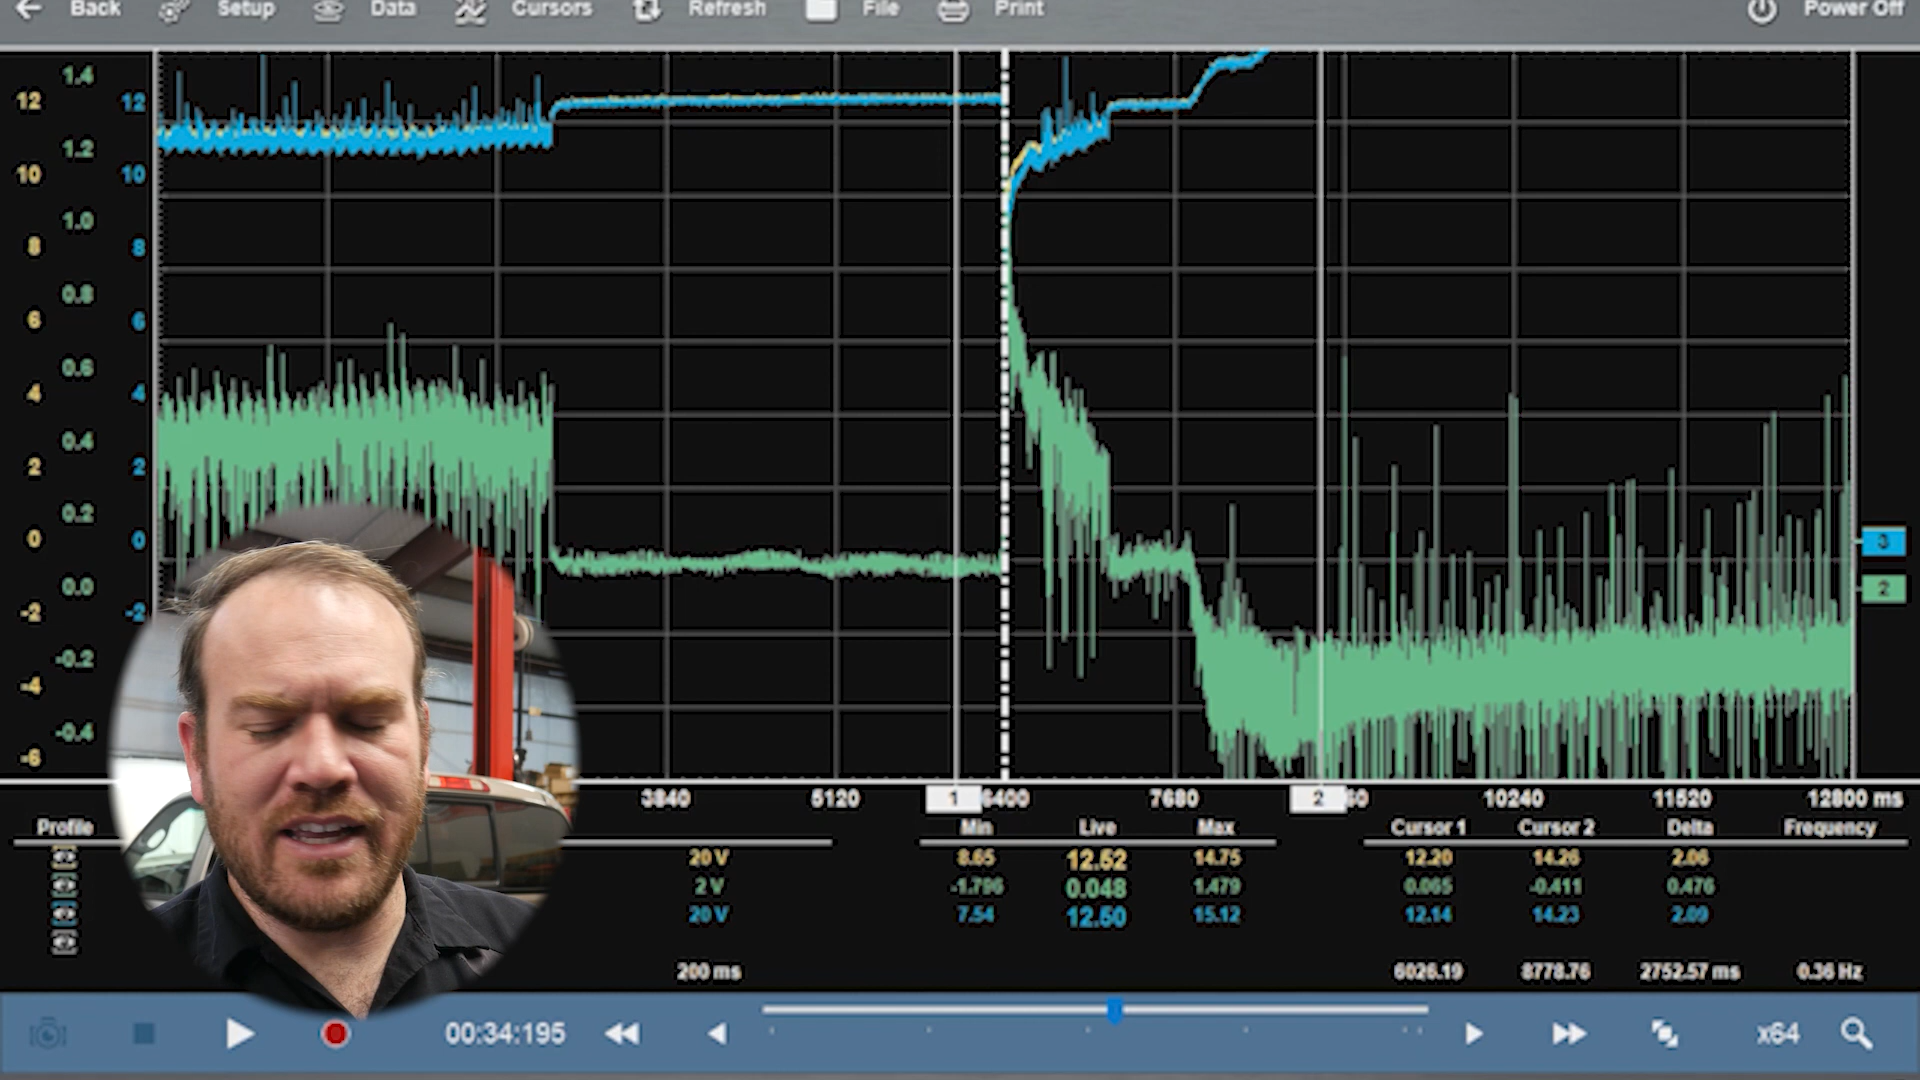 Back Setup Data Cursors Refresh File Print Power Off
1.4
12 12
1.2
10 10
1.0
8 8
0.8
6 6
0.6
4 4
0.4
2 2
0.2
0 0 3
0.0 2
-2 -2
-0.2
-4
-0.4
-6
3840 5120 1 6400 7680 2 10240 11520 12800 ms
Profile Min Live Max Cursor 1 Cursor 2 Delta Frequency
20 V 8.65 12.52 14.75 12.20 14.26 2.06
2 V -1.796 0.048 1.479 0.065 -0.411 0.476
20 V 7.54 12.50 15.12 12.14 14.23 2.09
200 ms 6026.19 8778.76 2752.57 ms 0.36 Hz
00:34:195 x64